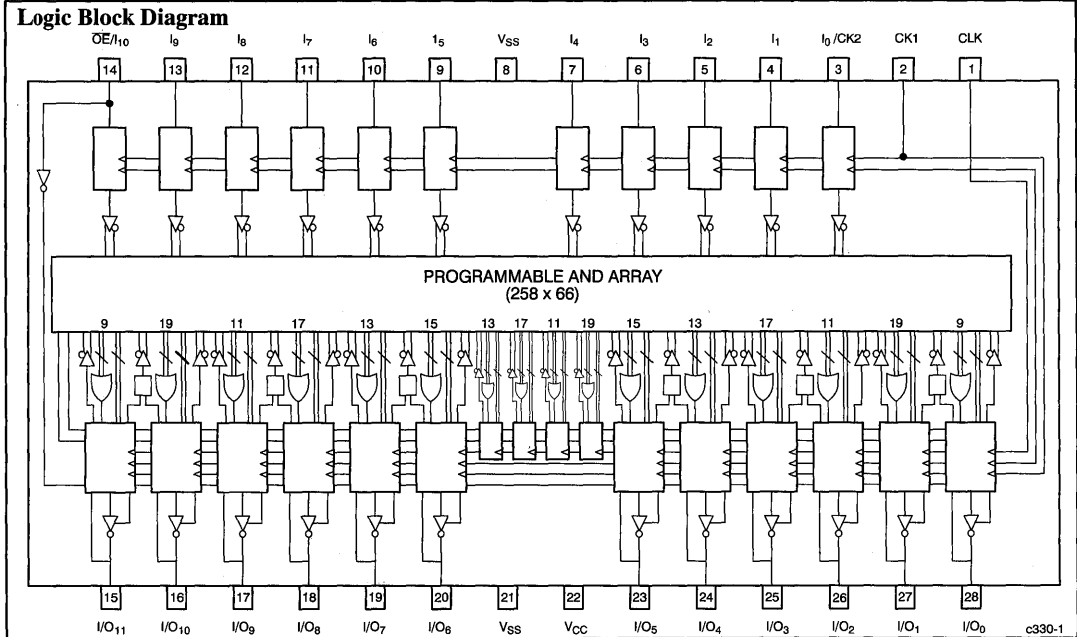 Logic Block Diagram
O̅E̅/I10 I9 I8 I7 I6 15 VSS I4 I3 I2 I1 I0/CK2 CK1 CLK
14 13 12 11 10 9 8 7 6 5 4 3 2 1
PROGRAMMABLE AND ARRAY
(258 x 66)
9 19 11 17 13 15 13 17 11 19 15 13 17 11 19 9
15 16 17 18 19 20 21 22 23 24 25 26 27 28
I/O11 I/O10 I/O9 I/O8 I/O7 I/O6 VSS VCC I/O5 I/O4 I/O3 I/O2 I/O1 I/O0
c330-1